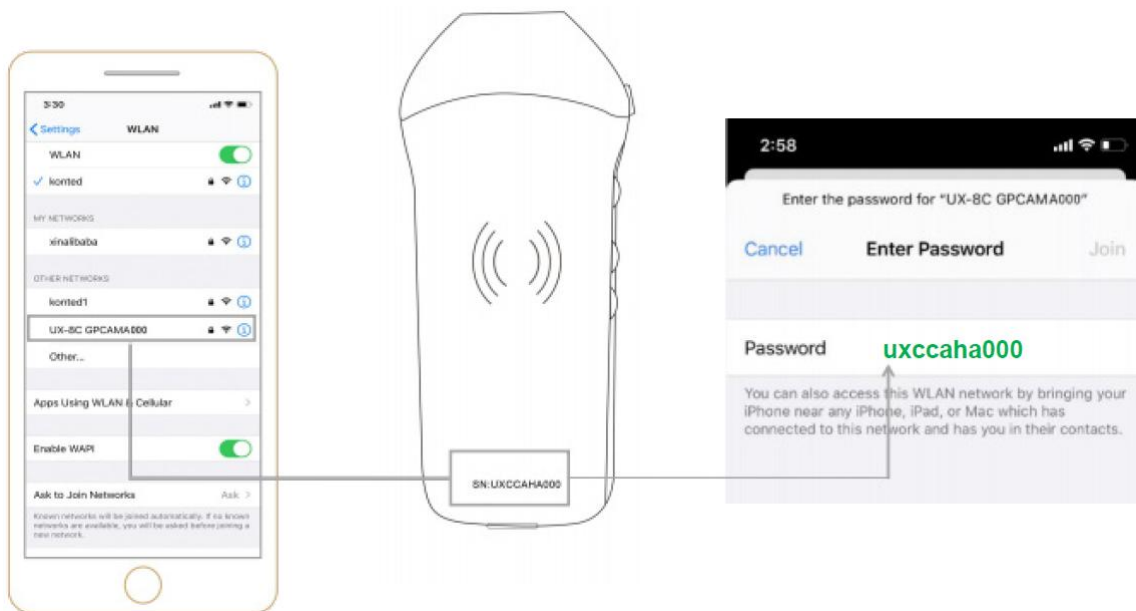 3:30
Settings
WLAN
WLAN
konted
MY NETWORKS
xinalibaba
OTHER NETWORKS
konted1
UX-8C GPCAMA000
Other...
Apps Using WLAN & Cellular
Enable WAPI
Ask to Join Networks
Ask
Known networks will be joined automatically. If no known
networks are available, you will be asked before joining a
new network.
SN:UXCCAHA000
2:58
Enter the password for “UX-8C GPCAMA000”
Cancel
Enter Password
Join
Password
uxccaha000
You can also access this WLAN network by bringing your
iPhone near any iPhone, iPad, or Mac which has
connected to this network and has you in their contacts.